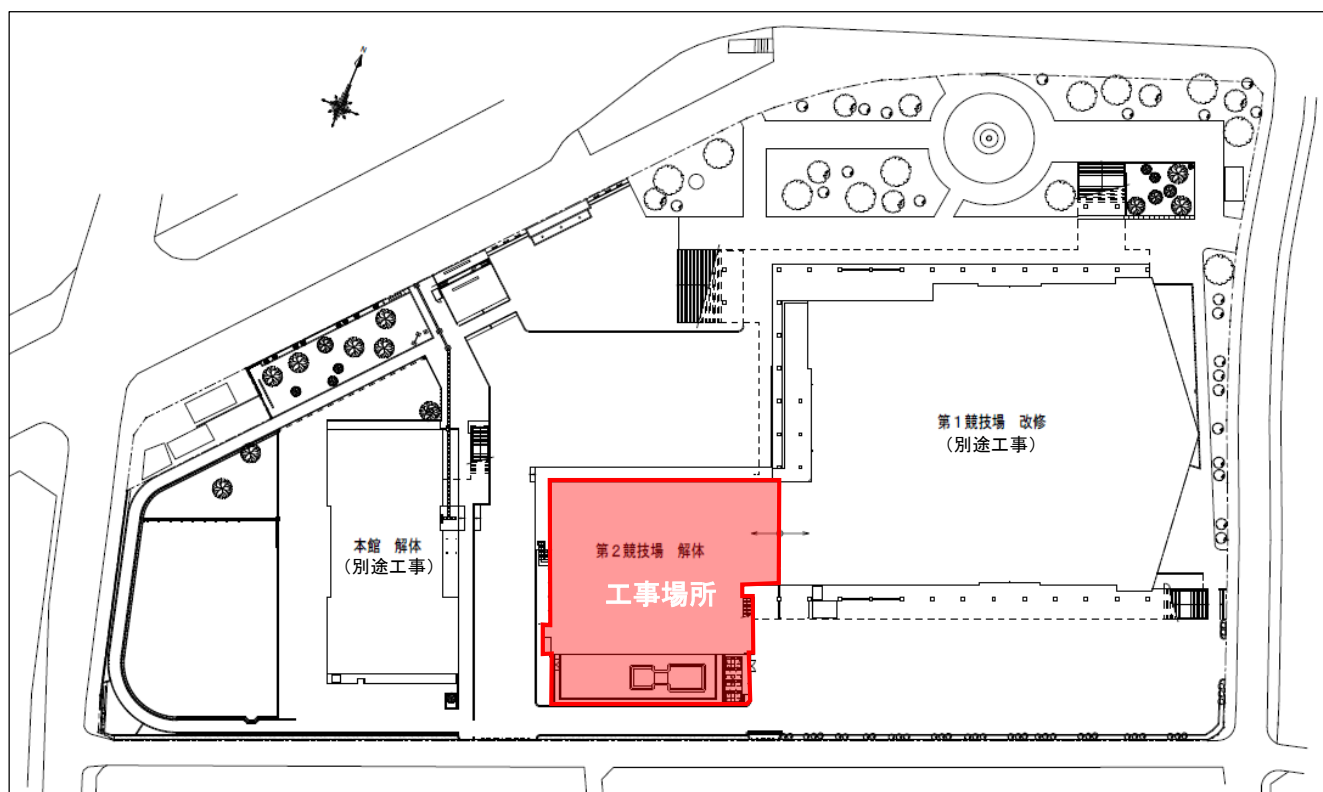 N
第1競技場 改修
(別途工事)
本館 解体
(別途工事)
第2競技場 解体
工事場所